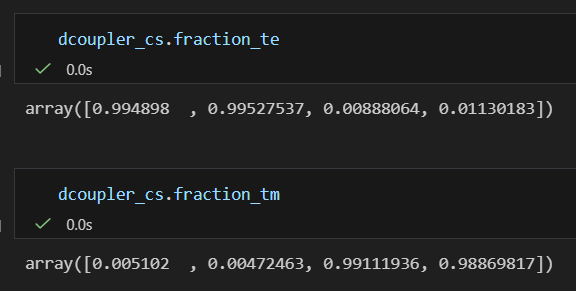 dcoupler_cs.fraction_te
0.0s
array([0.994898  , 0.99527537, 0.00888064, 0.01130183])
dcoupler_cs.fraction_tm
0.0s
array([0.005102  , 0.00472463, 0.99111936, 0.98869817])